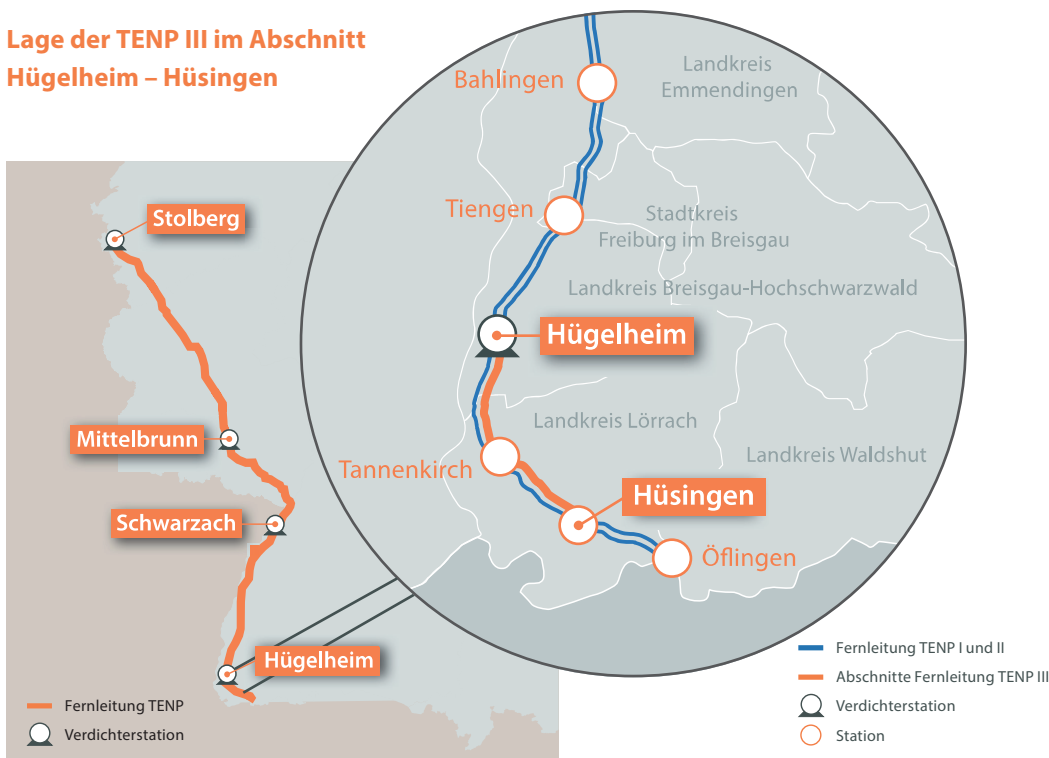 Lage der TENP III im Abschnitt
Hügelheim – Hüsingen
Stolberg
Mittelbrunn
Schwarzach
Hügelheim
Fernleitung TENP
Verdichterstation
Bahlingen
Landkreis
Emmendingen
Tiengen
Stadtkreis
Freiburg im Breisgau
Landkreis Breisgau-Hochschwarzwald
Hügelheim
Landkreis Lörrach
Landkreis Waldshut
Tannenkirch
Hüsingen
Öflingen
Fernleitung TENP I und II
Abschnitte Fernleitung TENP III
Verdichterstation
Station